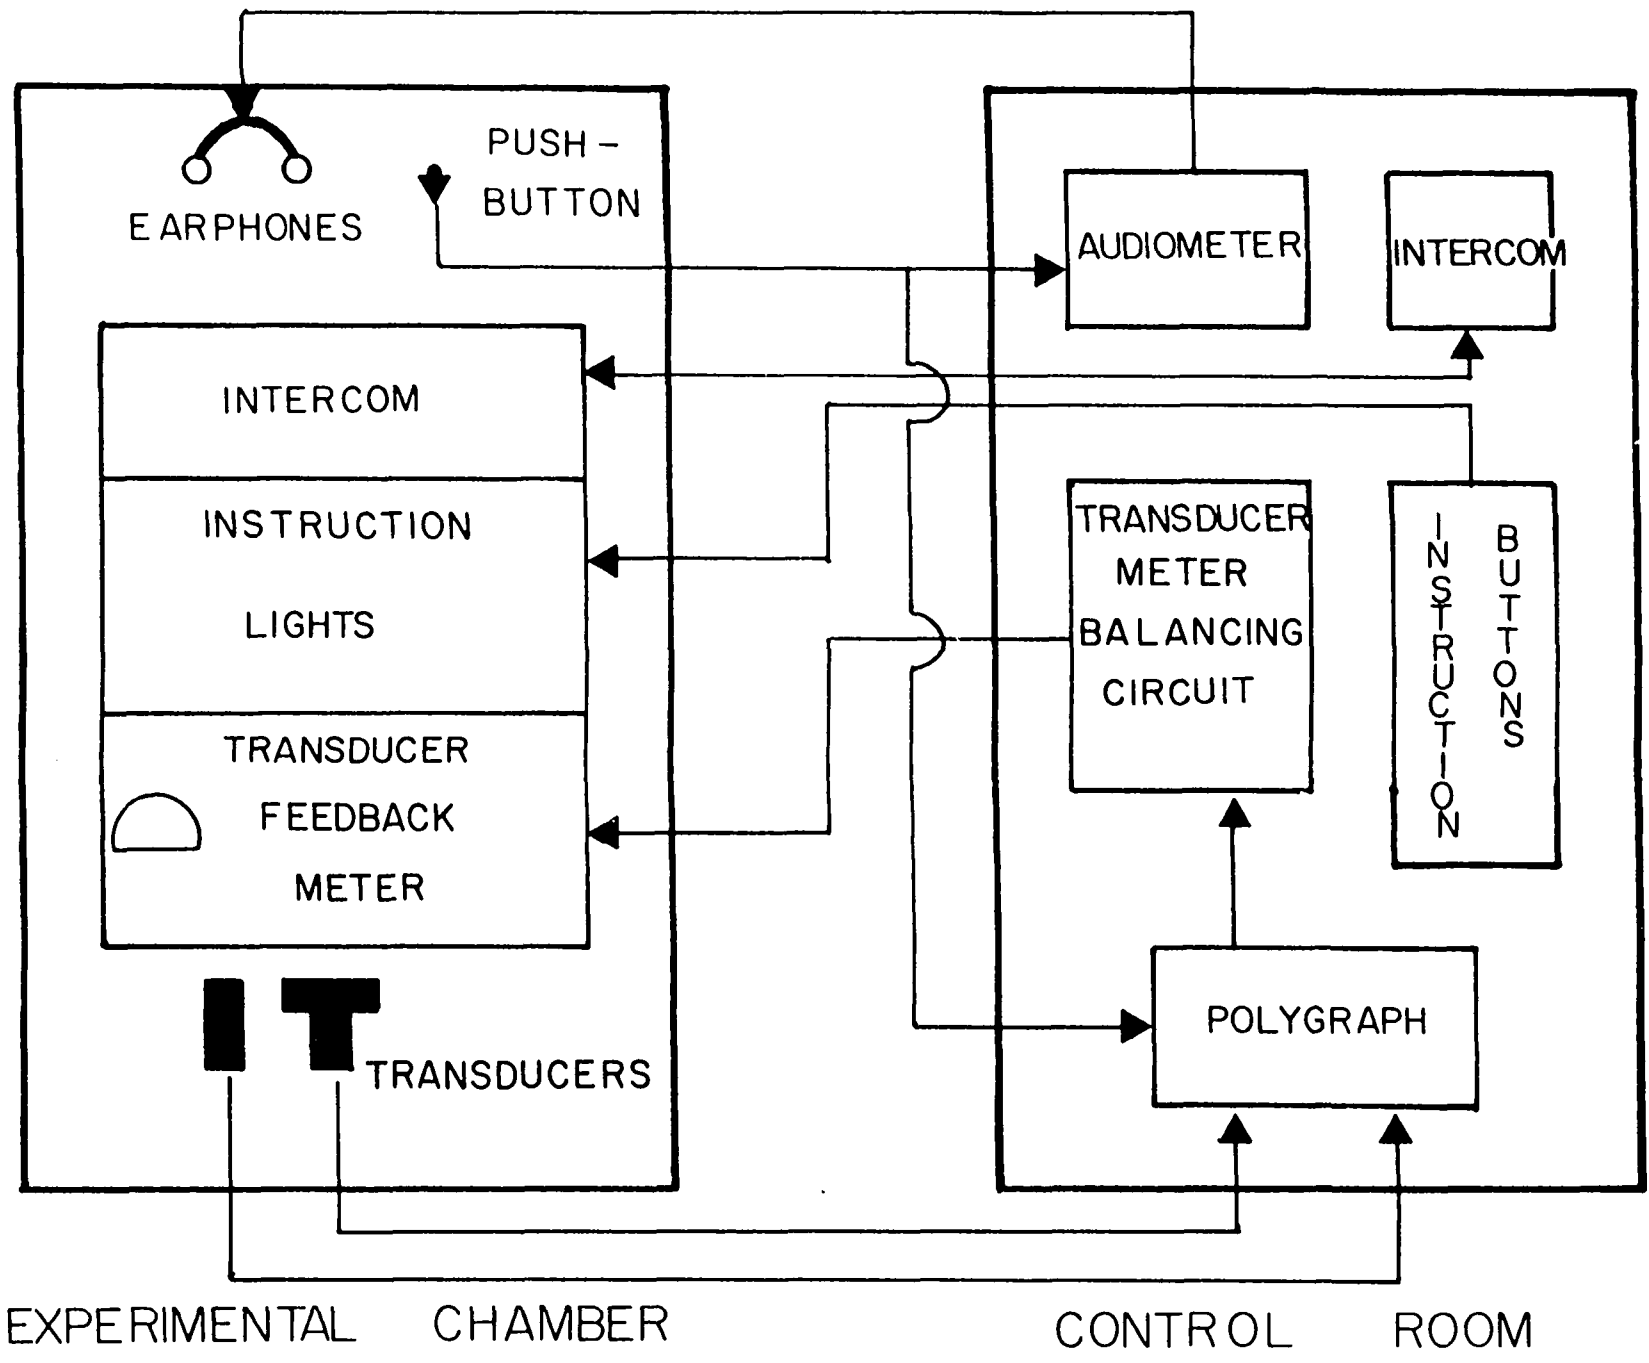 PUSH-
BUTTON
EARPHONES
INTERCOM
INSTRUCTION
LIGHTS
TRANSDUCER
FEEDBACK
METER
TRANSDUCERS
AUDIOMETER
INTERCOM
TRANSDUCER
METER
BALANCING
CIRCUIT
INSTRUCTION
BUTTONS
POLYGRAPH
EXPERIMENTAL CHAMBER
CONTROL ROOM